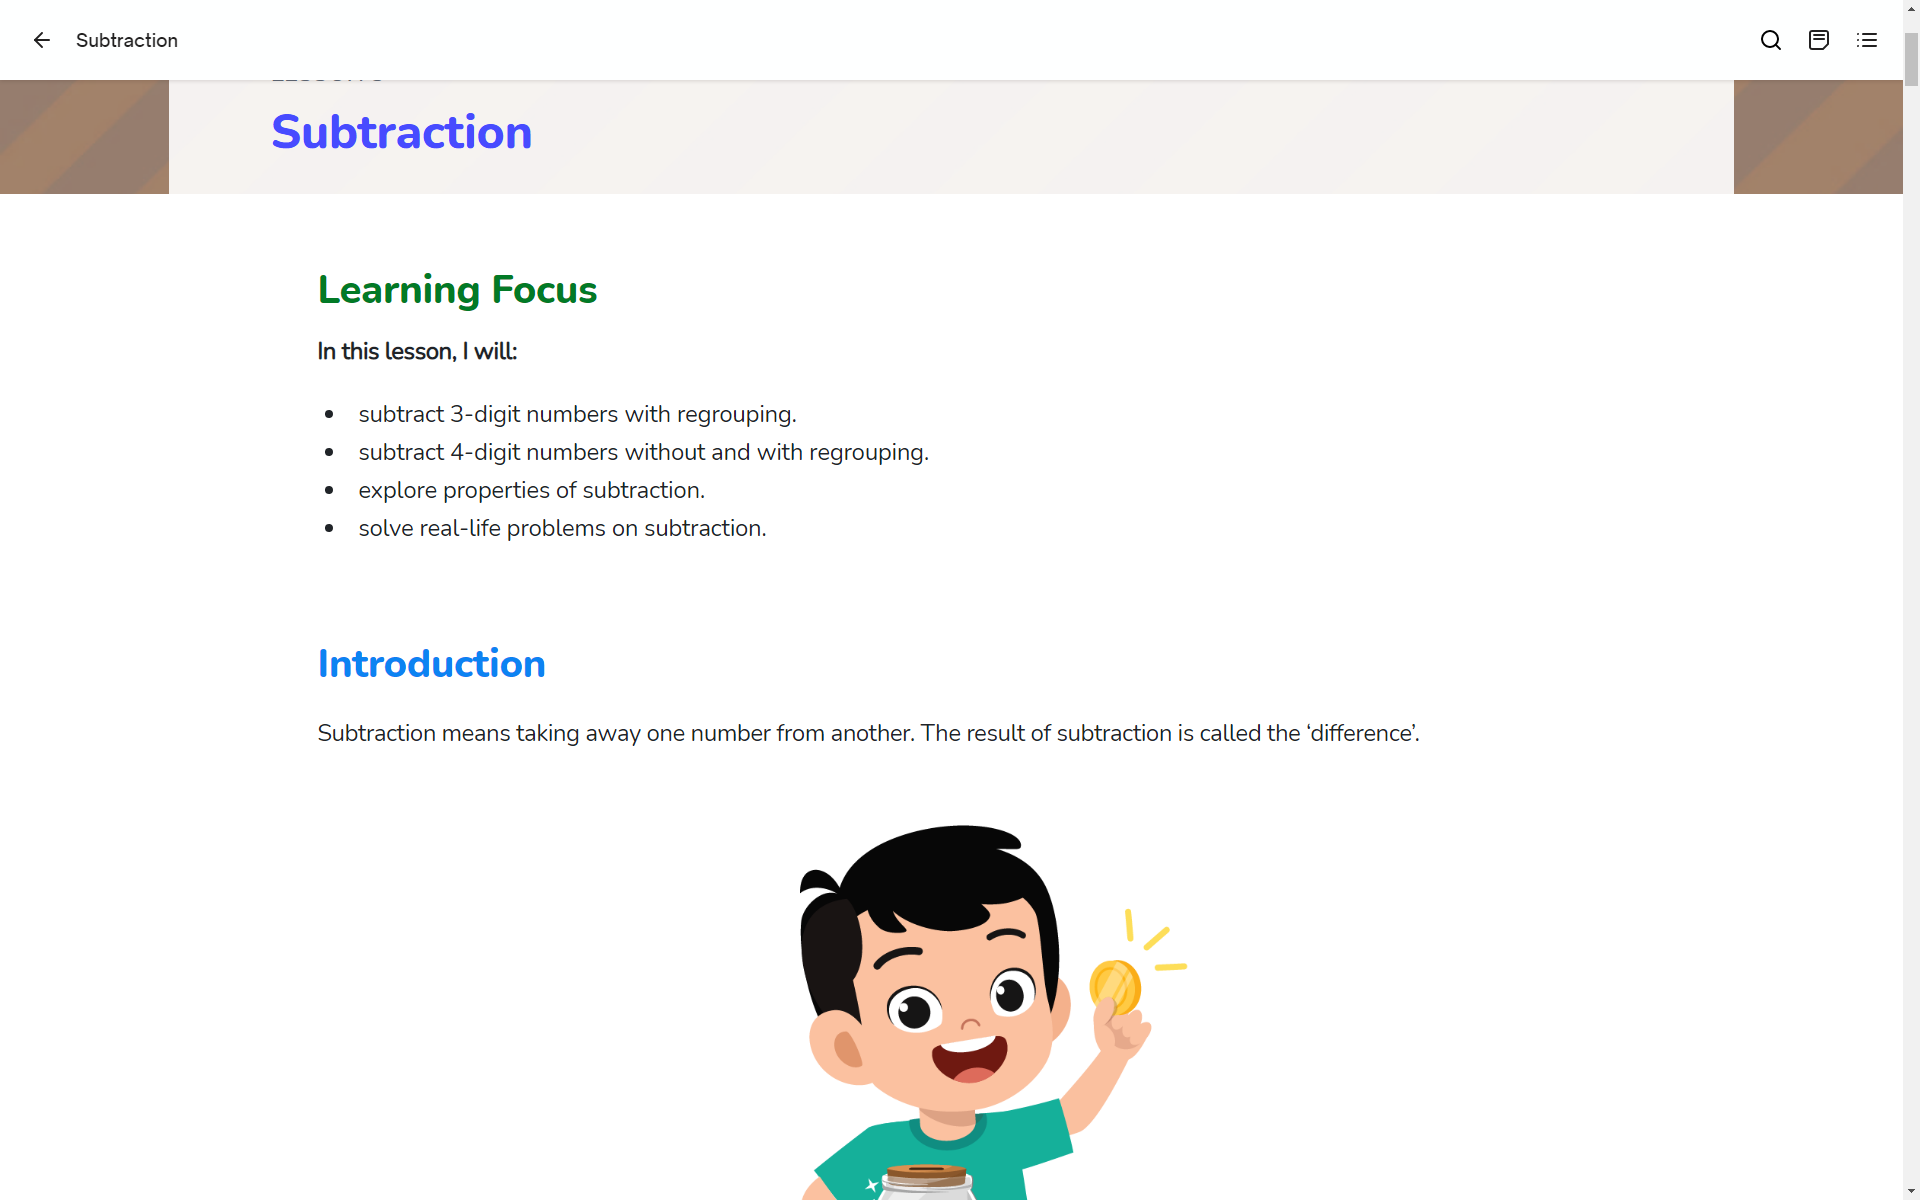 Subtraction
Subtraction
Learning Focus
In this lesson, I will:
subtract 3-digit numbers with regrouping.
subtract 4-digit numbers without and with regrouping.
explore properties of subtraction.
solve real-life problems on subtraction.
Introduction
Subtraction means taking away one number from another. The result of subtraction is called the ‘difference’.